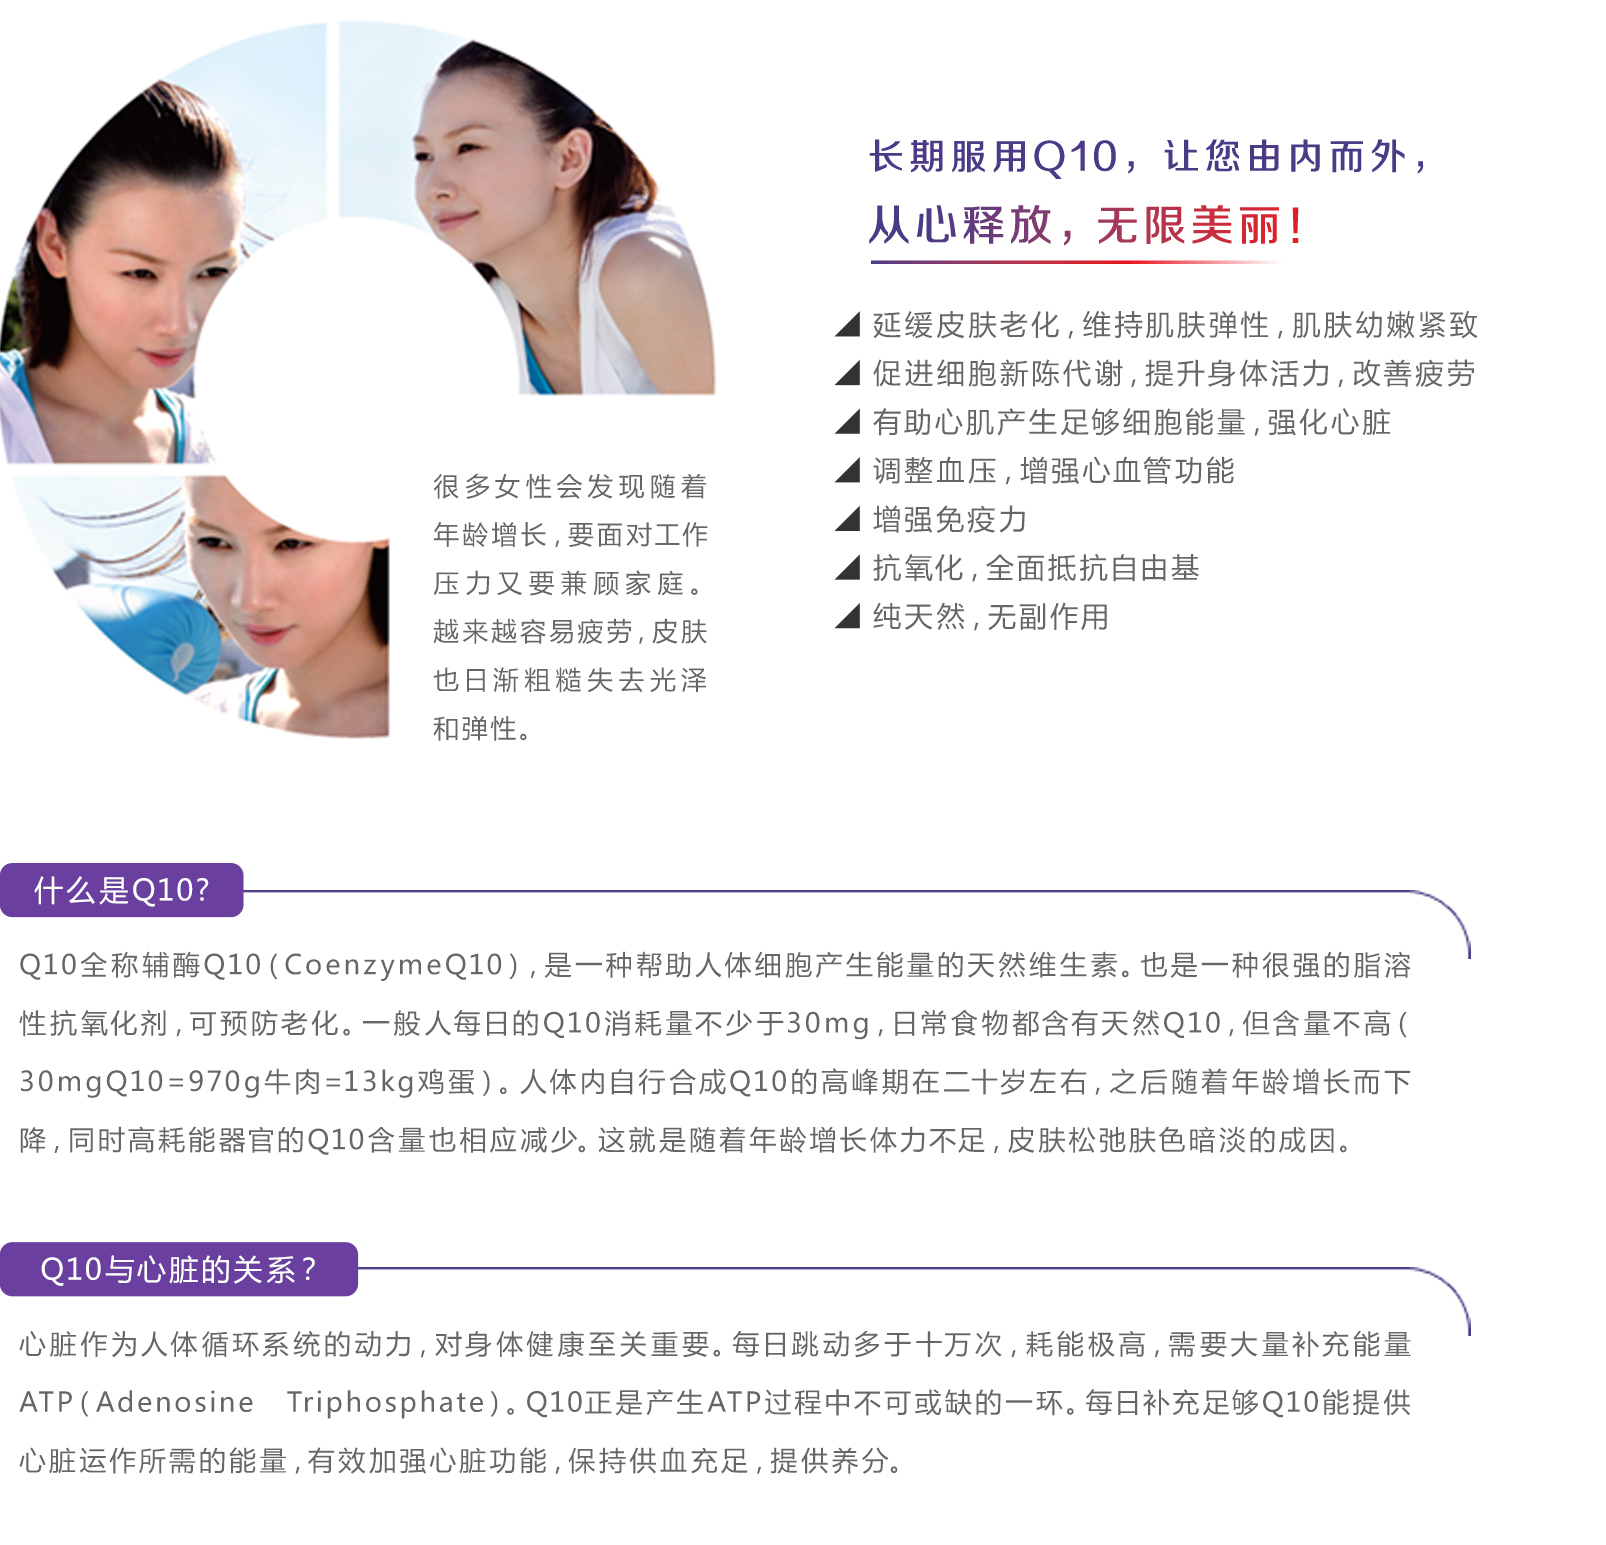 长期服用Q10，让您由内而外，
从心释放，无限美丽！
延缓皮肤老化,维持肌肤弹性,肌肤幼嫩紧致
促进细胞新陈代谢,提升身体活力,改善疲劳
有助心肌产生足够细胞能量,强化心脏
调整血压,增强心血管功能
增强免疫力
抗氧化,全面抵抗自由基
纯天然,无副作用
很多女性会发现随着
年龄增长,要面对工作
压力又要兼顾家庭。
越来越容易疲劳,皮肤
也日渐粗糙失去光泽
和弹性。
什么是Q10?
Q10全称辅酶Q10(CoenzymeQ10),是一种帮助人体细胞产生能量的天然维生素。也是一种很强的脂溶
性抗氧化剂,可预防老化。一般人每日的Q10消耗量不少于30mg,日常食物都含有天然Q10,但含量不高(
30mgQ10=970g牛肉=13kg鸡蛋)。人体内自行合成Q10的高峰期在二十岁左右,之后随着年龄增长而下
降,同时高耗能器官的Q10含量也相应减少。这就是随着年龄增长体力不足,皮肤松弛肤色暗淡的成因。
Q10与心脏的关系?
心脏作为人体循环系统的动力,对身体健康至关重要。每日跳动多于十万次,耗能极高,需要大量补充能量
ATP(Adenosine Triphosphate)。Q10正是产生ATP过程中不可或缺的一环。每日补充足够Q10能提供
心脏运作所需的能量,有效加强心脏功能,保持供血充足,提供养分。